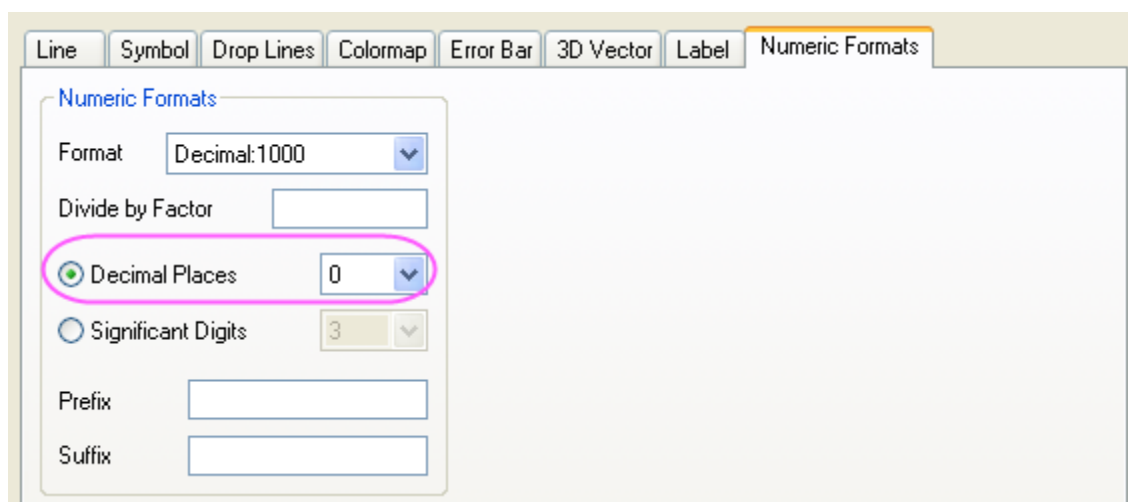 Line Symbol Drop Lines Colormap Error Bar 3D Vector Label Numeric Formats
Numeric Formats
Format Decimal:1000
Divide by Factor
Decimal Places 0
Significant Digits 3
Prefix
Suffix